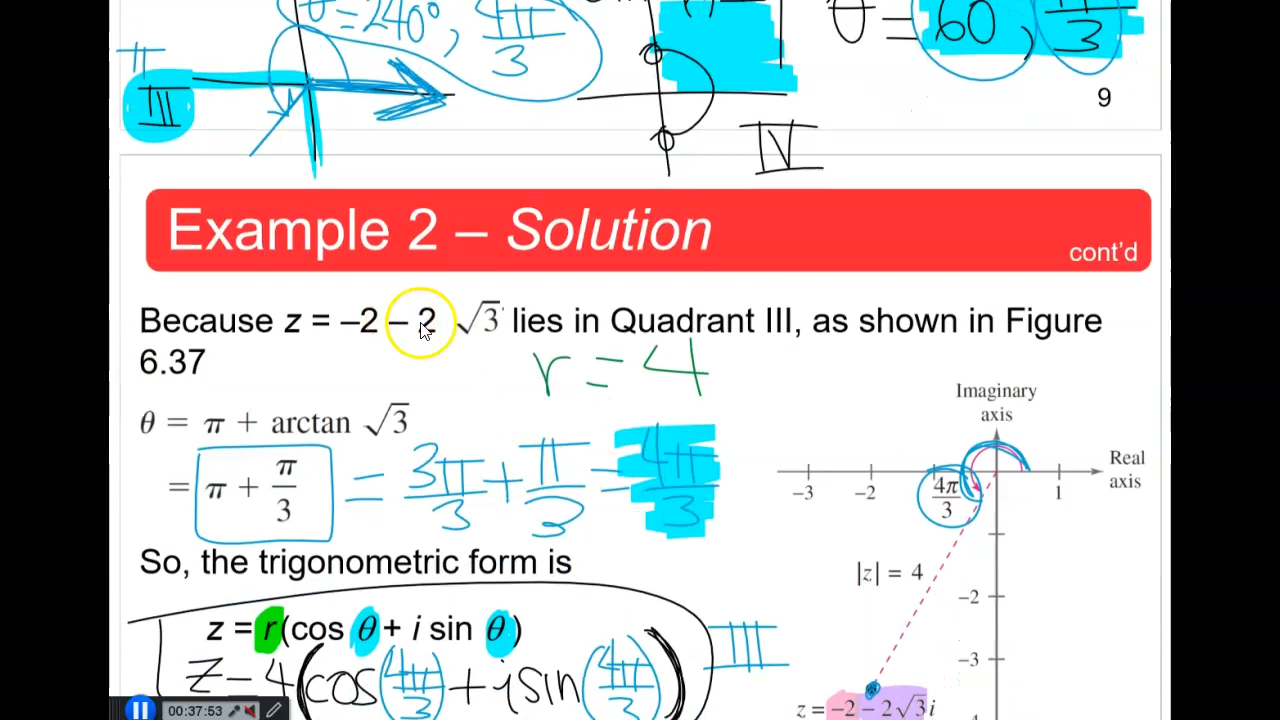 θ = 240°, 4π/3
θ = 60, π/3
II
III
IV
9
Example 2 – Solution
cont'd
Because z = –2 – 2 √3 lies in Quadrant III, as shown in Figure
6.37
r = 4
θ = π + arctan √3
= π + π/3 = 3π/3 + π/3 = 4π/3
So, the trigonometric form is
z = r(cos θ + i sin θ)
z = 4(cos(4π/3) + i sin(4π/3))
III
Imaginary
axis
Real
axis
–3 –2 1
4π/3
|z| = 4
–2
–3
z = –2 – 2√3 i
00:37:53